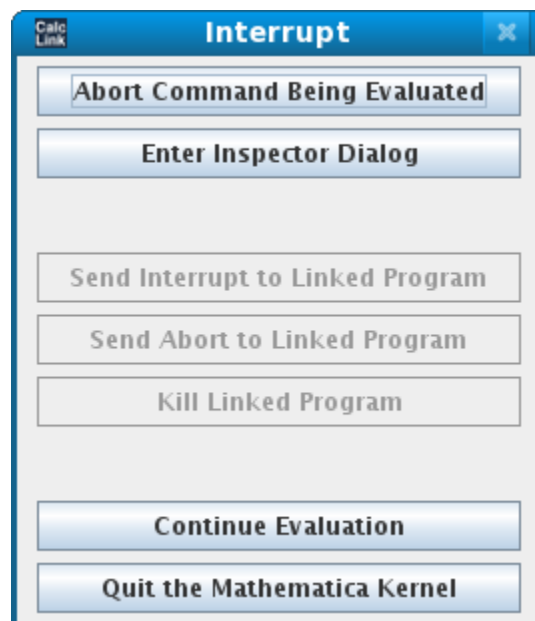 Calc
Link
Interrupt
Abort Command Being Evaluated
Enter Inspector Dialog
Send Interrupt to Linked Program
Send Abort to Linked Program
Kill Linked Program
Continue Evaluation
Quit the Mathematica Kernel